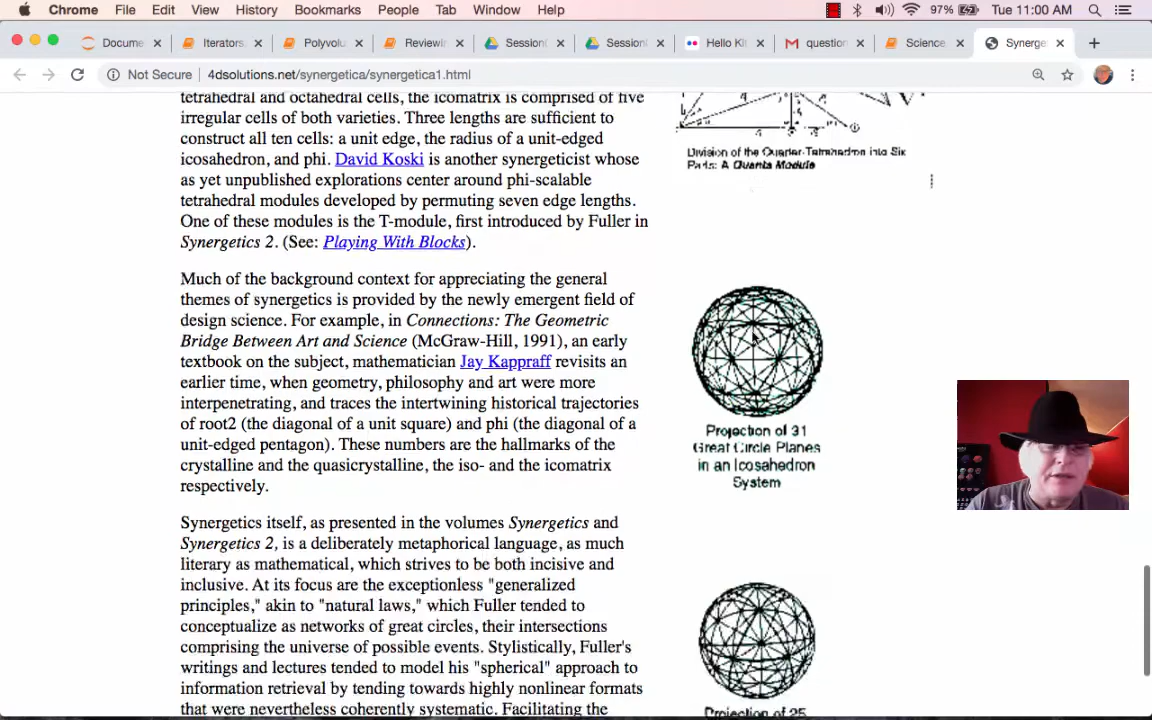 Chrome File Edit View History Bookmarks People Tab Window Help 97% Tue 11:00 AM
Docume Iterators, Polyvolu Reviewin Session( Session( Hello Ki question Science Synerge
Not Secure 4dsolutions.net/synergetica/synergetica1.html
tetrahedral and octahedral cells, the icomatrix is comprised of five
irregular cells of both varieties. Three lengths are sufficient to
construct all ten cells: a unit edge, the radius of a unit-edged
icosahedron, and phi. David Koski is another synergeticist whose
as yet unpublished explorations center around phi-scalable
tetrahedral modules developed by permuting seven edge lengths.
One of these modules is the T-module, first introduced by Fuller in
Synergetics 2. (See: Playing With Blocks).
Much of the background context for appreciating the general
themes of synergetics is provided by the newly emergent field of
design science. For example, in Connections: The Geometric
Bridge Between Art and Science (McGraw-Hill, 1991), an early
textbook on the subject, mathematician Jay Kappraff revisits an
earlier time, when geometry, philosophy and art were more
interpenetrating, and traces the intertwining historical trajectories
of root2 (the diagonal of a unit square) and phi (the diagonal of a
unit-edged pentagon). These numbers are the hallmarks of the
crystalline and the quasicrystalline, the iso- and the icomatrix
respectively.
Synergetics itself, as presented in the volumes Synergetics and
Synergetics 2, is a deliberately metaphorical language, as much
literary as mathematical, which strives to be both incisive and
inclusive. At its focus are the exceptionless "generalized
principles," akin to "natural laws," which Fuller tended to
conceptualize as networks of great circles, their intersections
comprising the universe of possible events. Stylistically, Fuller's
writings and lectures tended to model his "spherical" approach to
information retrieval by tending towards highly nonlinear formats
that were nevertheless coherently systematic. Facilitating the
Division of the Quarter-Tetrahedron into Six
Parts: A Quanta Module
Projection of 31
Great Circle Planes
in an Icosahedron
System
Projection of 25